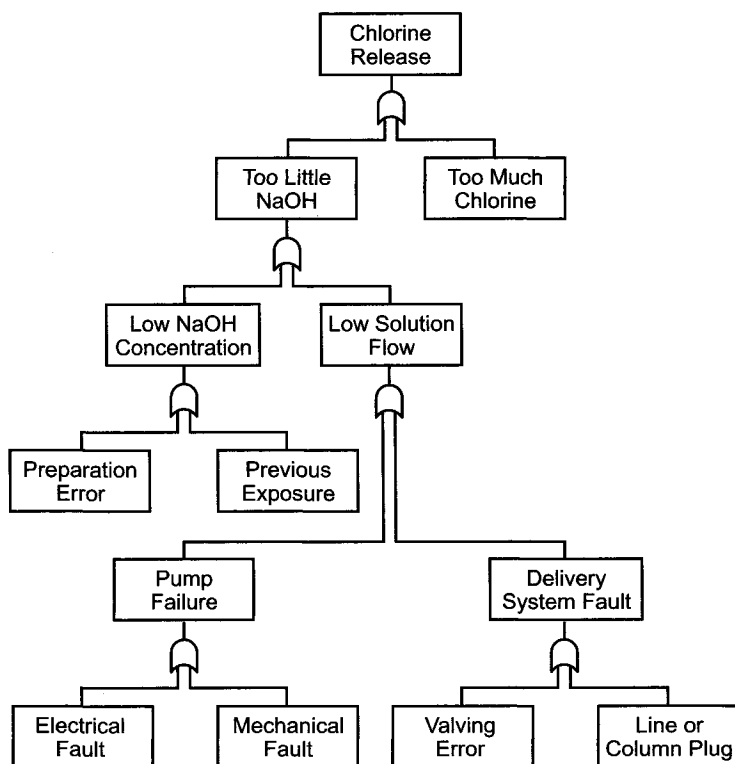 Chlorine
Release
Too Little
NaOH
Too Much
Chlorine
Low NaOH
Concentration
Low Solution
Flow
Preparation
Error
Previous
Exposure
Pump
Failure
Delivery
System Fault
Electrical
Fault
Mechanical
Fault
Valving
Error
Line or
Column Plug